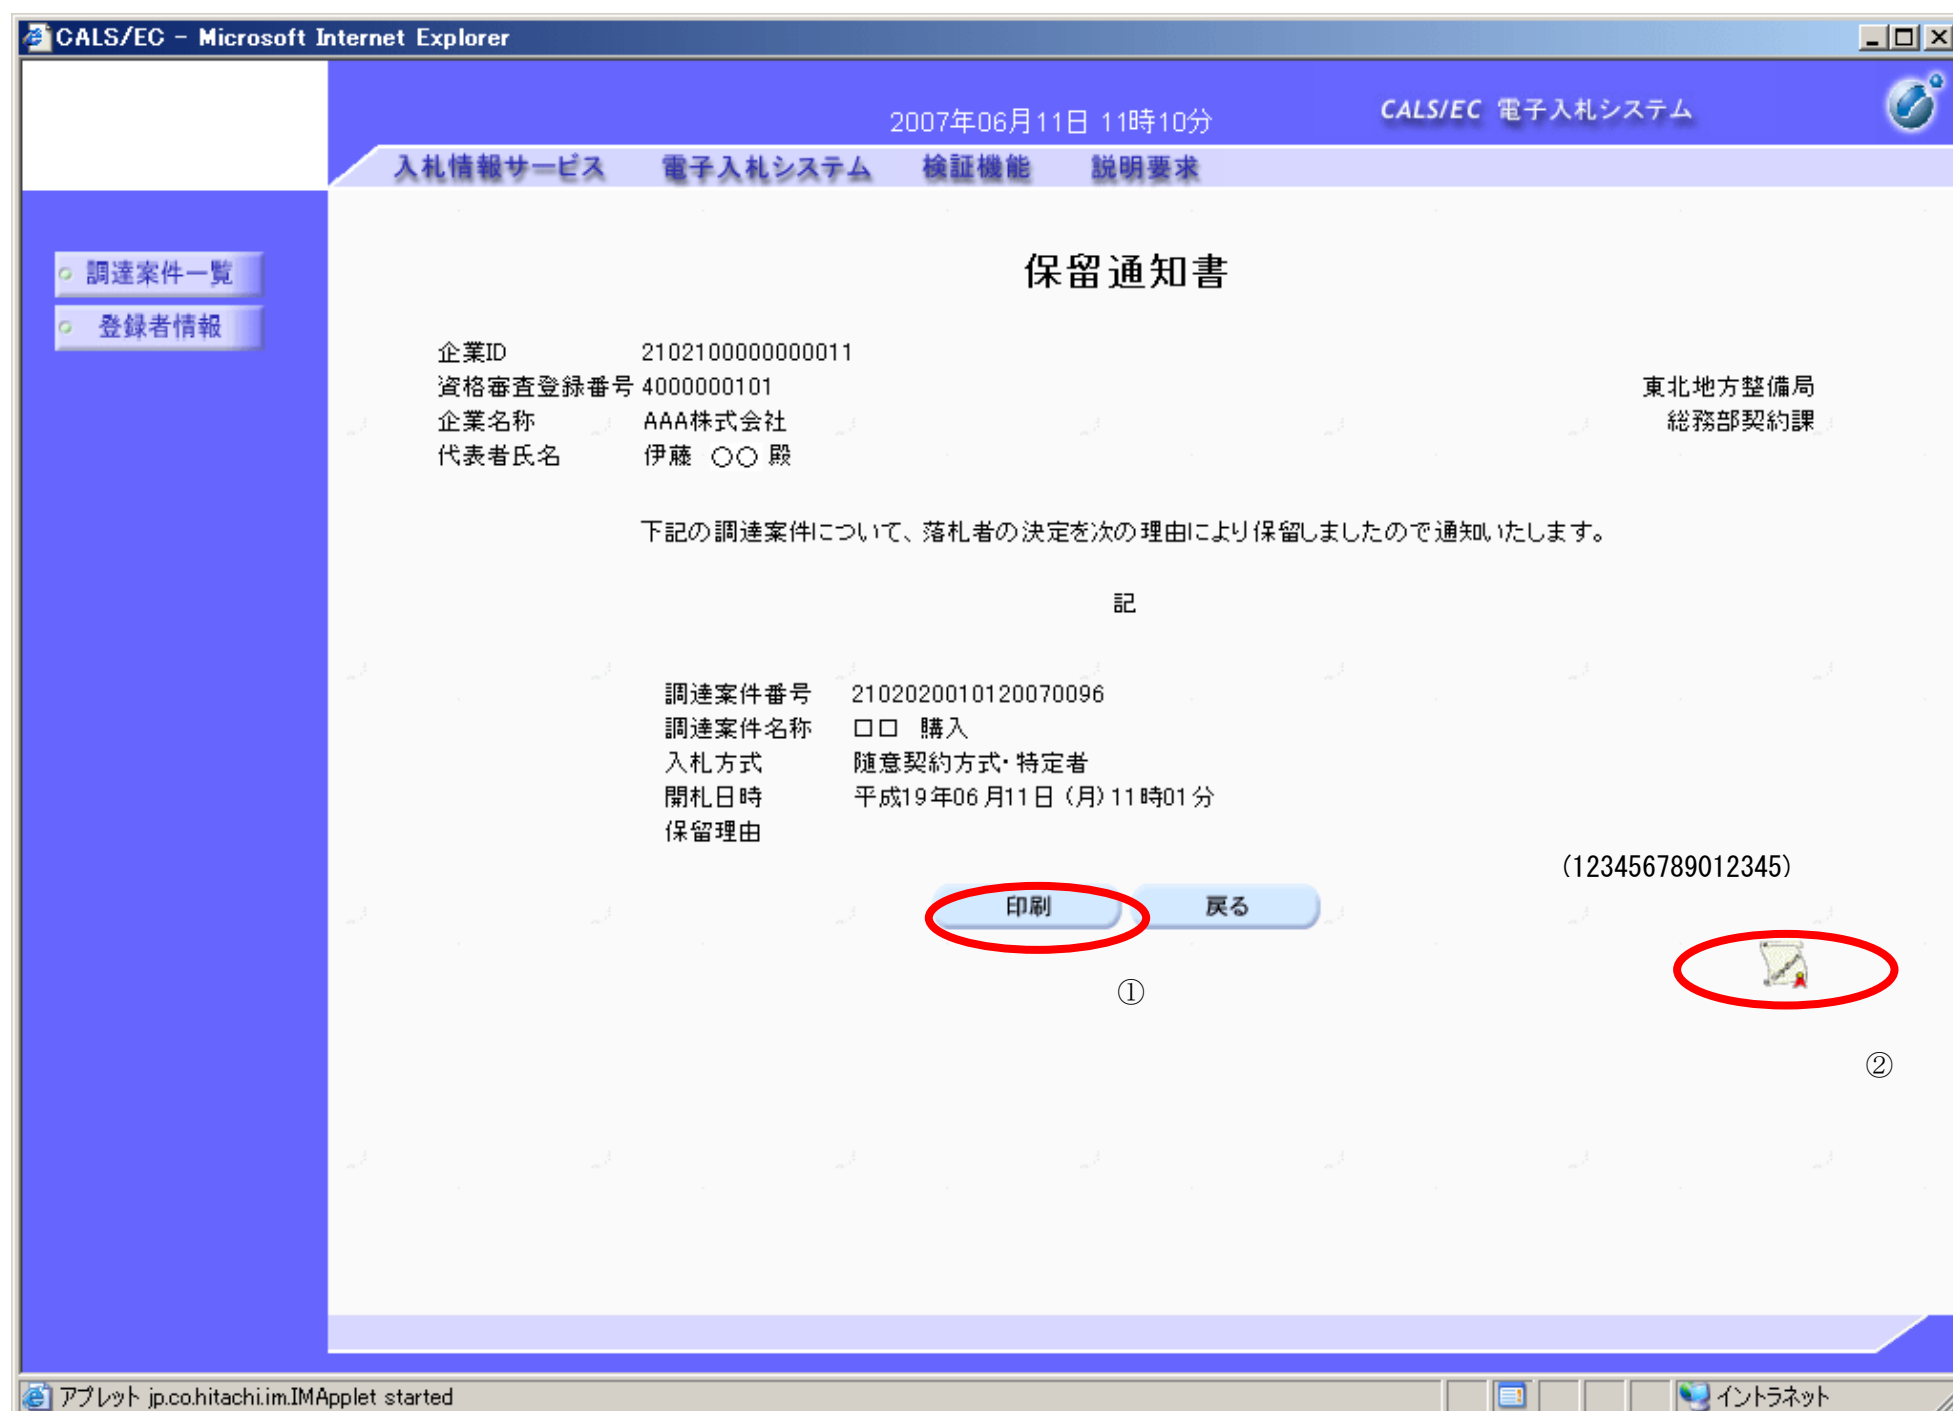 CALS/EC - Microsoft Internet Explorer
2007年06月11日 11時10分
CALS/EC 電子入札システム
入札情報サービス 電子入札システム 検証機能 説明要求
調達案件一覧
登録者情報
保留通知書
企業ID 2102100000000011
資格審査登録番号 4000000101
企業名称 AAA株式会社
代表者氏名 伊藤 ○○ 殿
東北地方整備局
総務部契約課
下記の調達案件について、落札者の決定を次の理由により保留しましたので通知いたします。
記
調達案件番号 2102020010120070096
調達案件名称 □□ 購入
入札方式 随意契約方式・特定者
開札日時 平成19年06月11日(月)11時01分
保留理由
(123456789012345)
印刷 戻る
①
②
アプレット jp.co.hitachi.im.IMApplet started
イントラネット